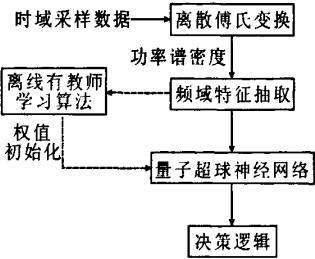 时域采样数据
离散傅氏变换
功率谱密度
离线有教师
学习算法
频域特征抽取
权值
初始化
量子超球神经网络
决策逻辑